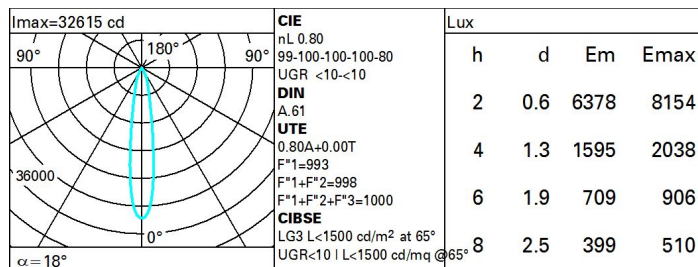 Imax=32615 cd
90°
180°
90°
36000
0°
α=18°
CIE
nL 0.80
99-100-100-100-80
UGR <10-<10
DIN
A.61
UTE
0.80A+0.00T
F"1=993
F"1+F"2=998
F"1+F"2+F"3=1000
CIBSE
LG3 L<1500 cd/m² at 65°
UGR<10 | L<1500 cd/mq @65°
Lux
h d Em Emax
2 0.6 6378 8154
4 1.3 1595 2038
6 1.9 709 906
8 2.5 399 510